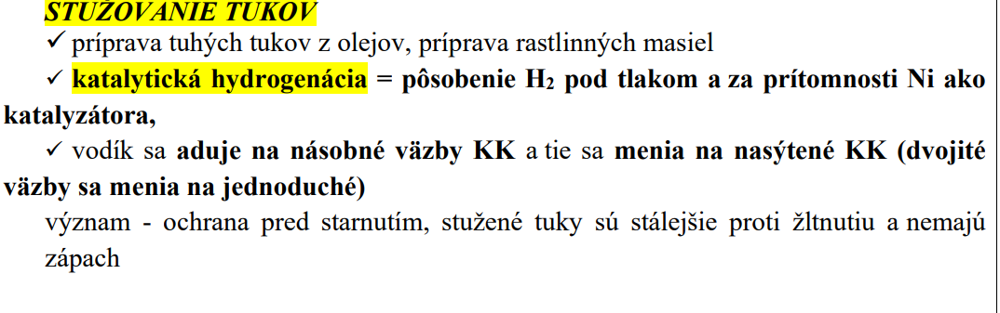 STUŽOVANIE TUKOV
✓ príprava tuhých tukov z olejov, príprava rastlinných masiel
✓ katalytická hydrogenácia = pôsobenie H₂ pod tlakom a za prítomnosti Ni ako
katalyzátora,
✓ vodík sa aduje na násobné väzby KK a tie sa menia na nasýtené KK (dvojité
väzby sa menia na jednoduché)
význam - ochrana pred starnutím, stužené tuky sú stálejšie proti žltnutiu a nemajú
zápach